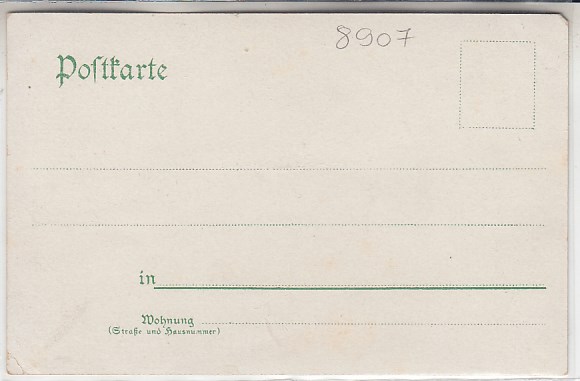 8907
Postkarte
in
Wohnung
(Straße und Hausnummer)